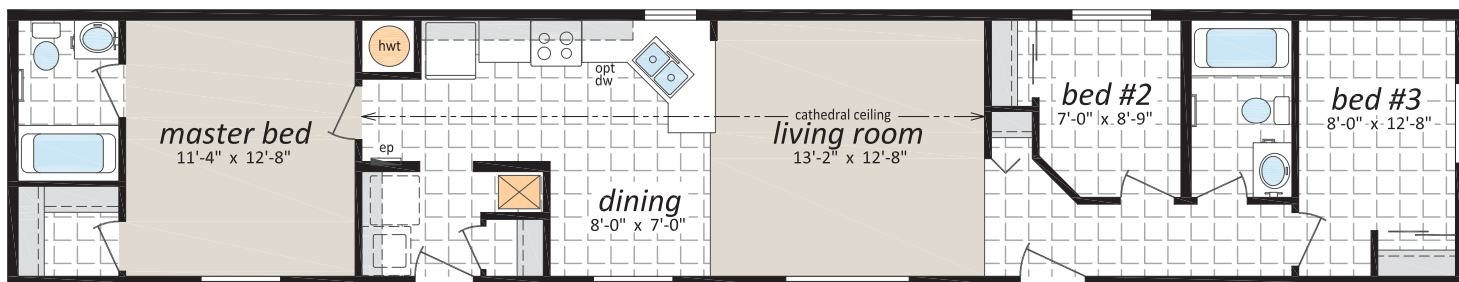 hwt
opt
dw
cathedral ceiling
master bed
11'-4" x 12'-8"
ep
dining
8'-0" x 7'-0"
living room
13'-2" x 12'-8"
bed #2
7'-0" x 8'-9"
bed #3
8'-0" x 12'-8"